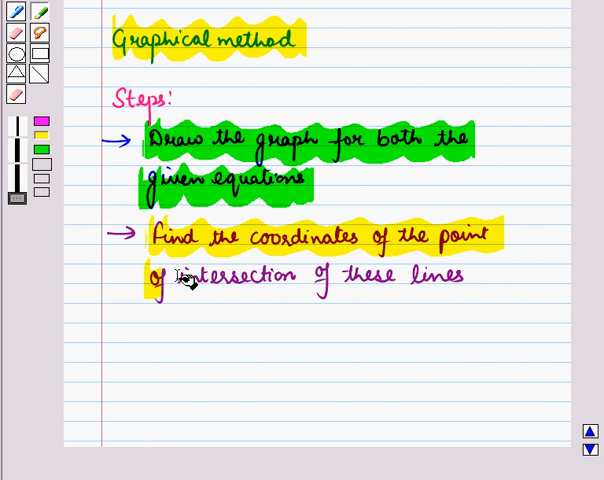 Graphical method
Steps:
→ Draw the graph for both the
given equations
→ Find the coordinates of the point
of intersection of these lines